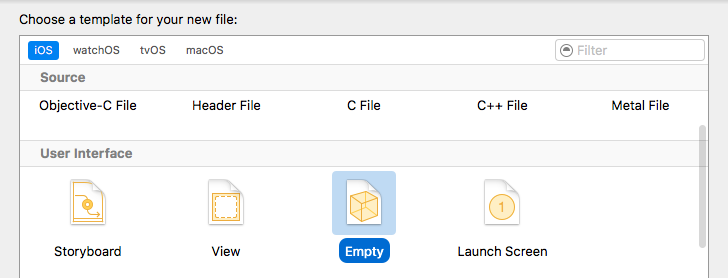 Choose a template for your new file:
iOS watchOS tvOS macOS Filter
Source
Objective-C File Header File C File C++ File Metal File
User Interface
1
Storyboard View Empty Launch Screen